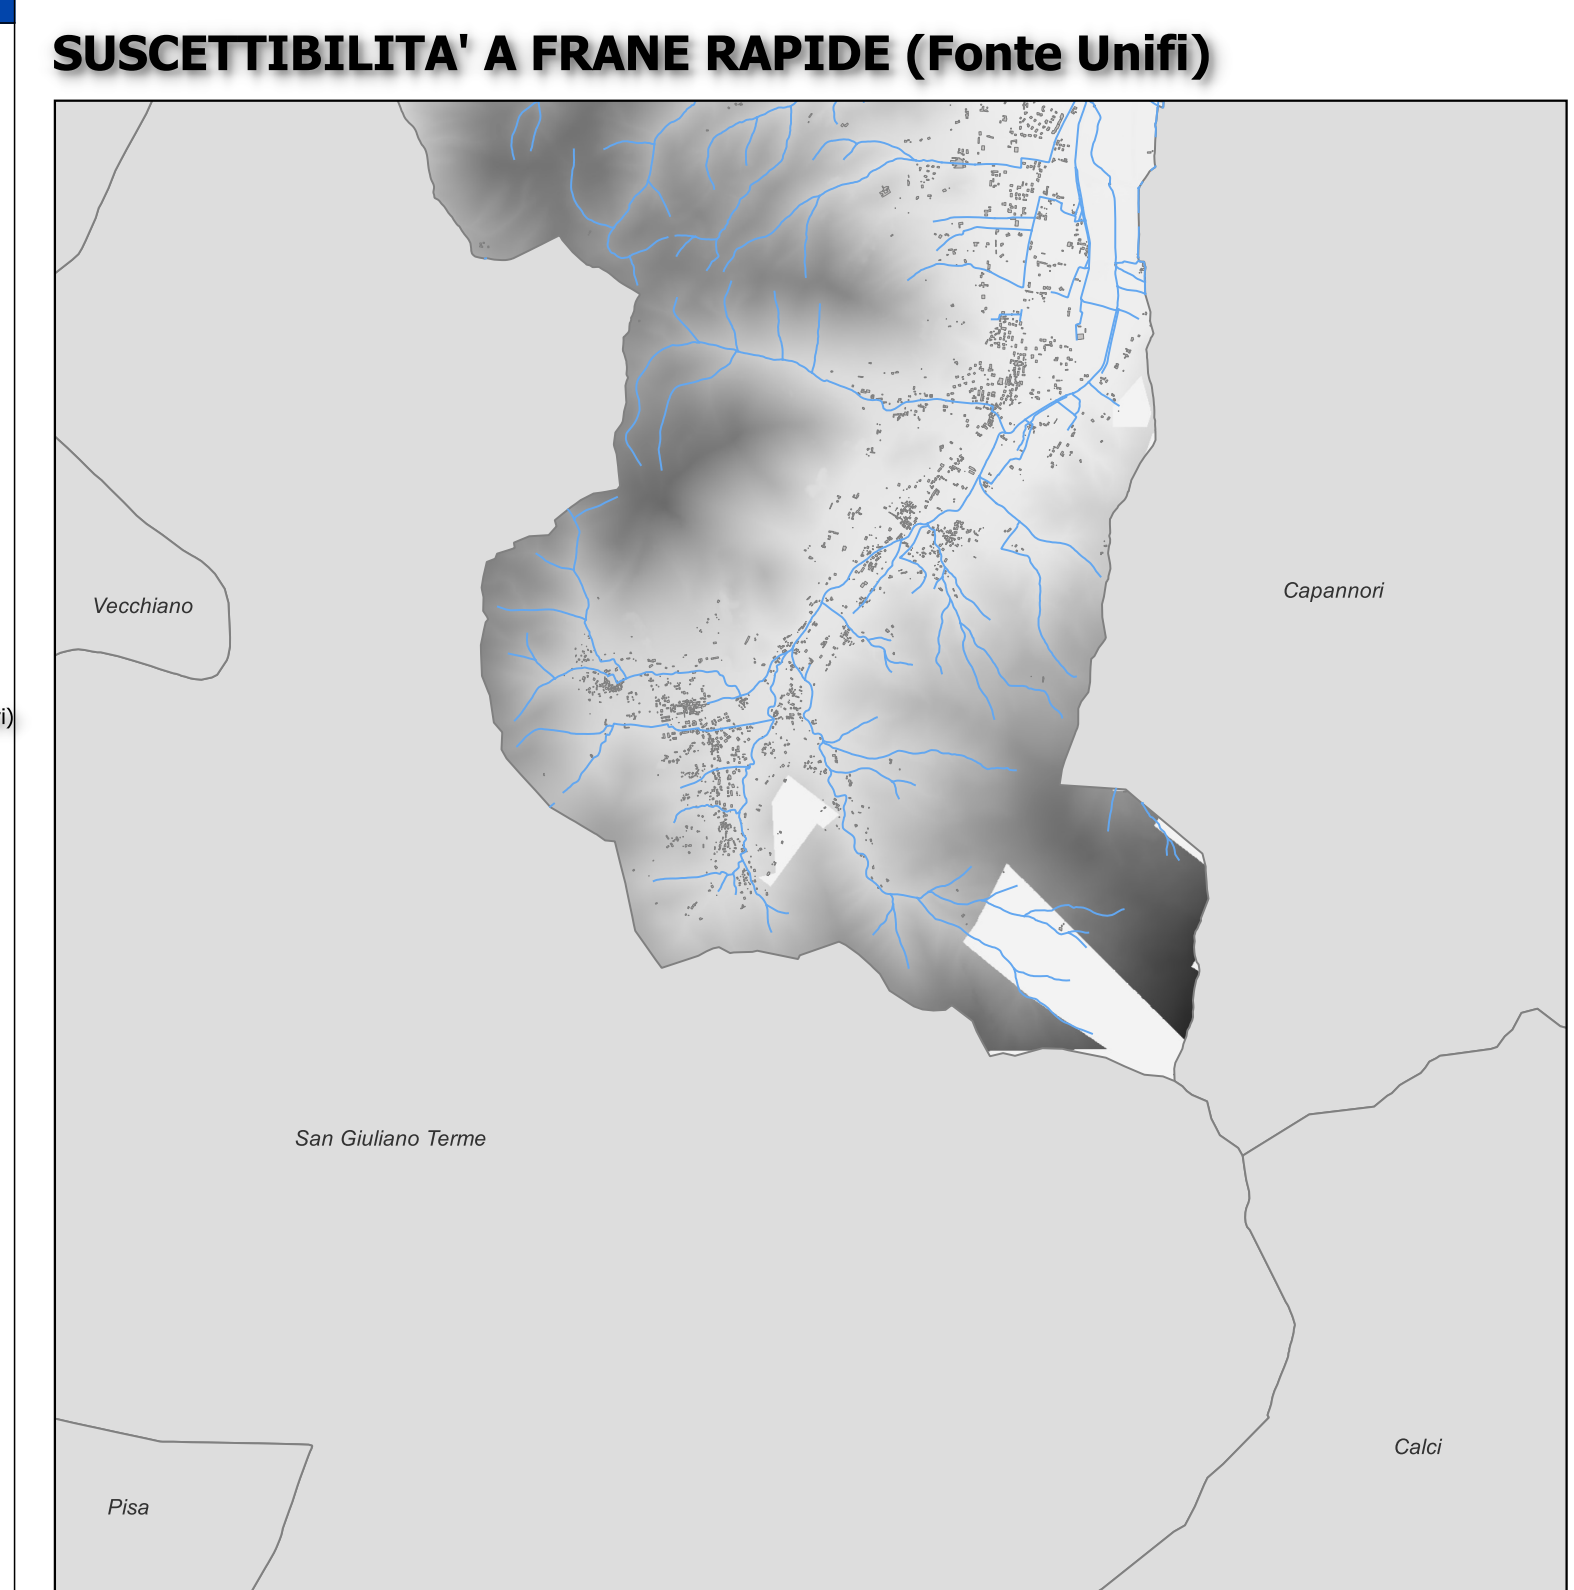 SUSCETTIBILITA' A FRANE RAPIDE (Fonte Unifi)
Capannori
Vecchiano
i)
San Giuliano Terme
Calci
Pisa